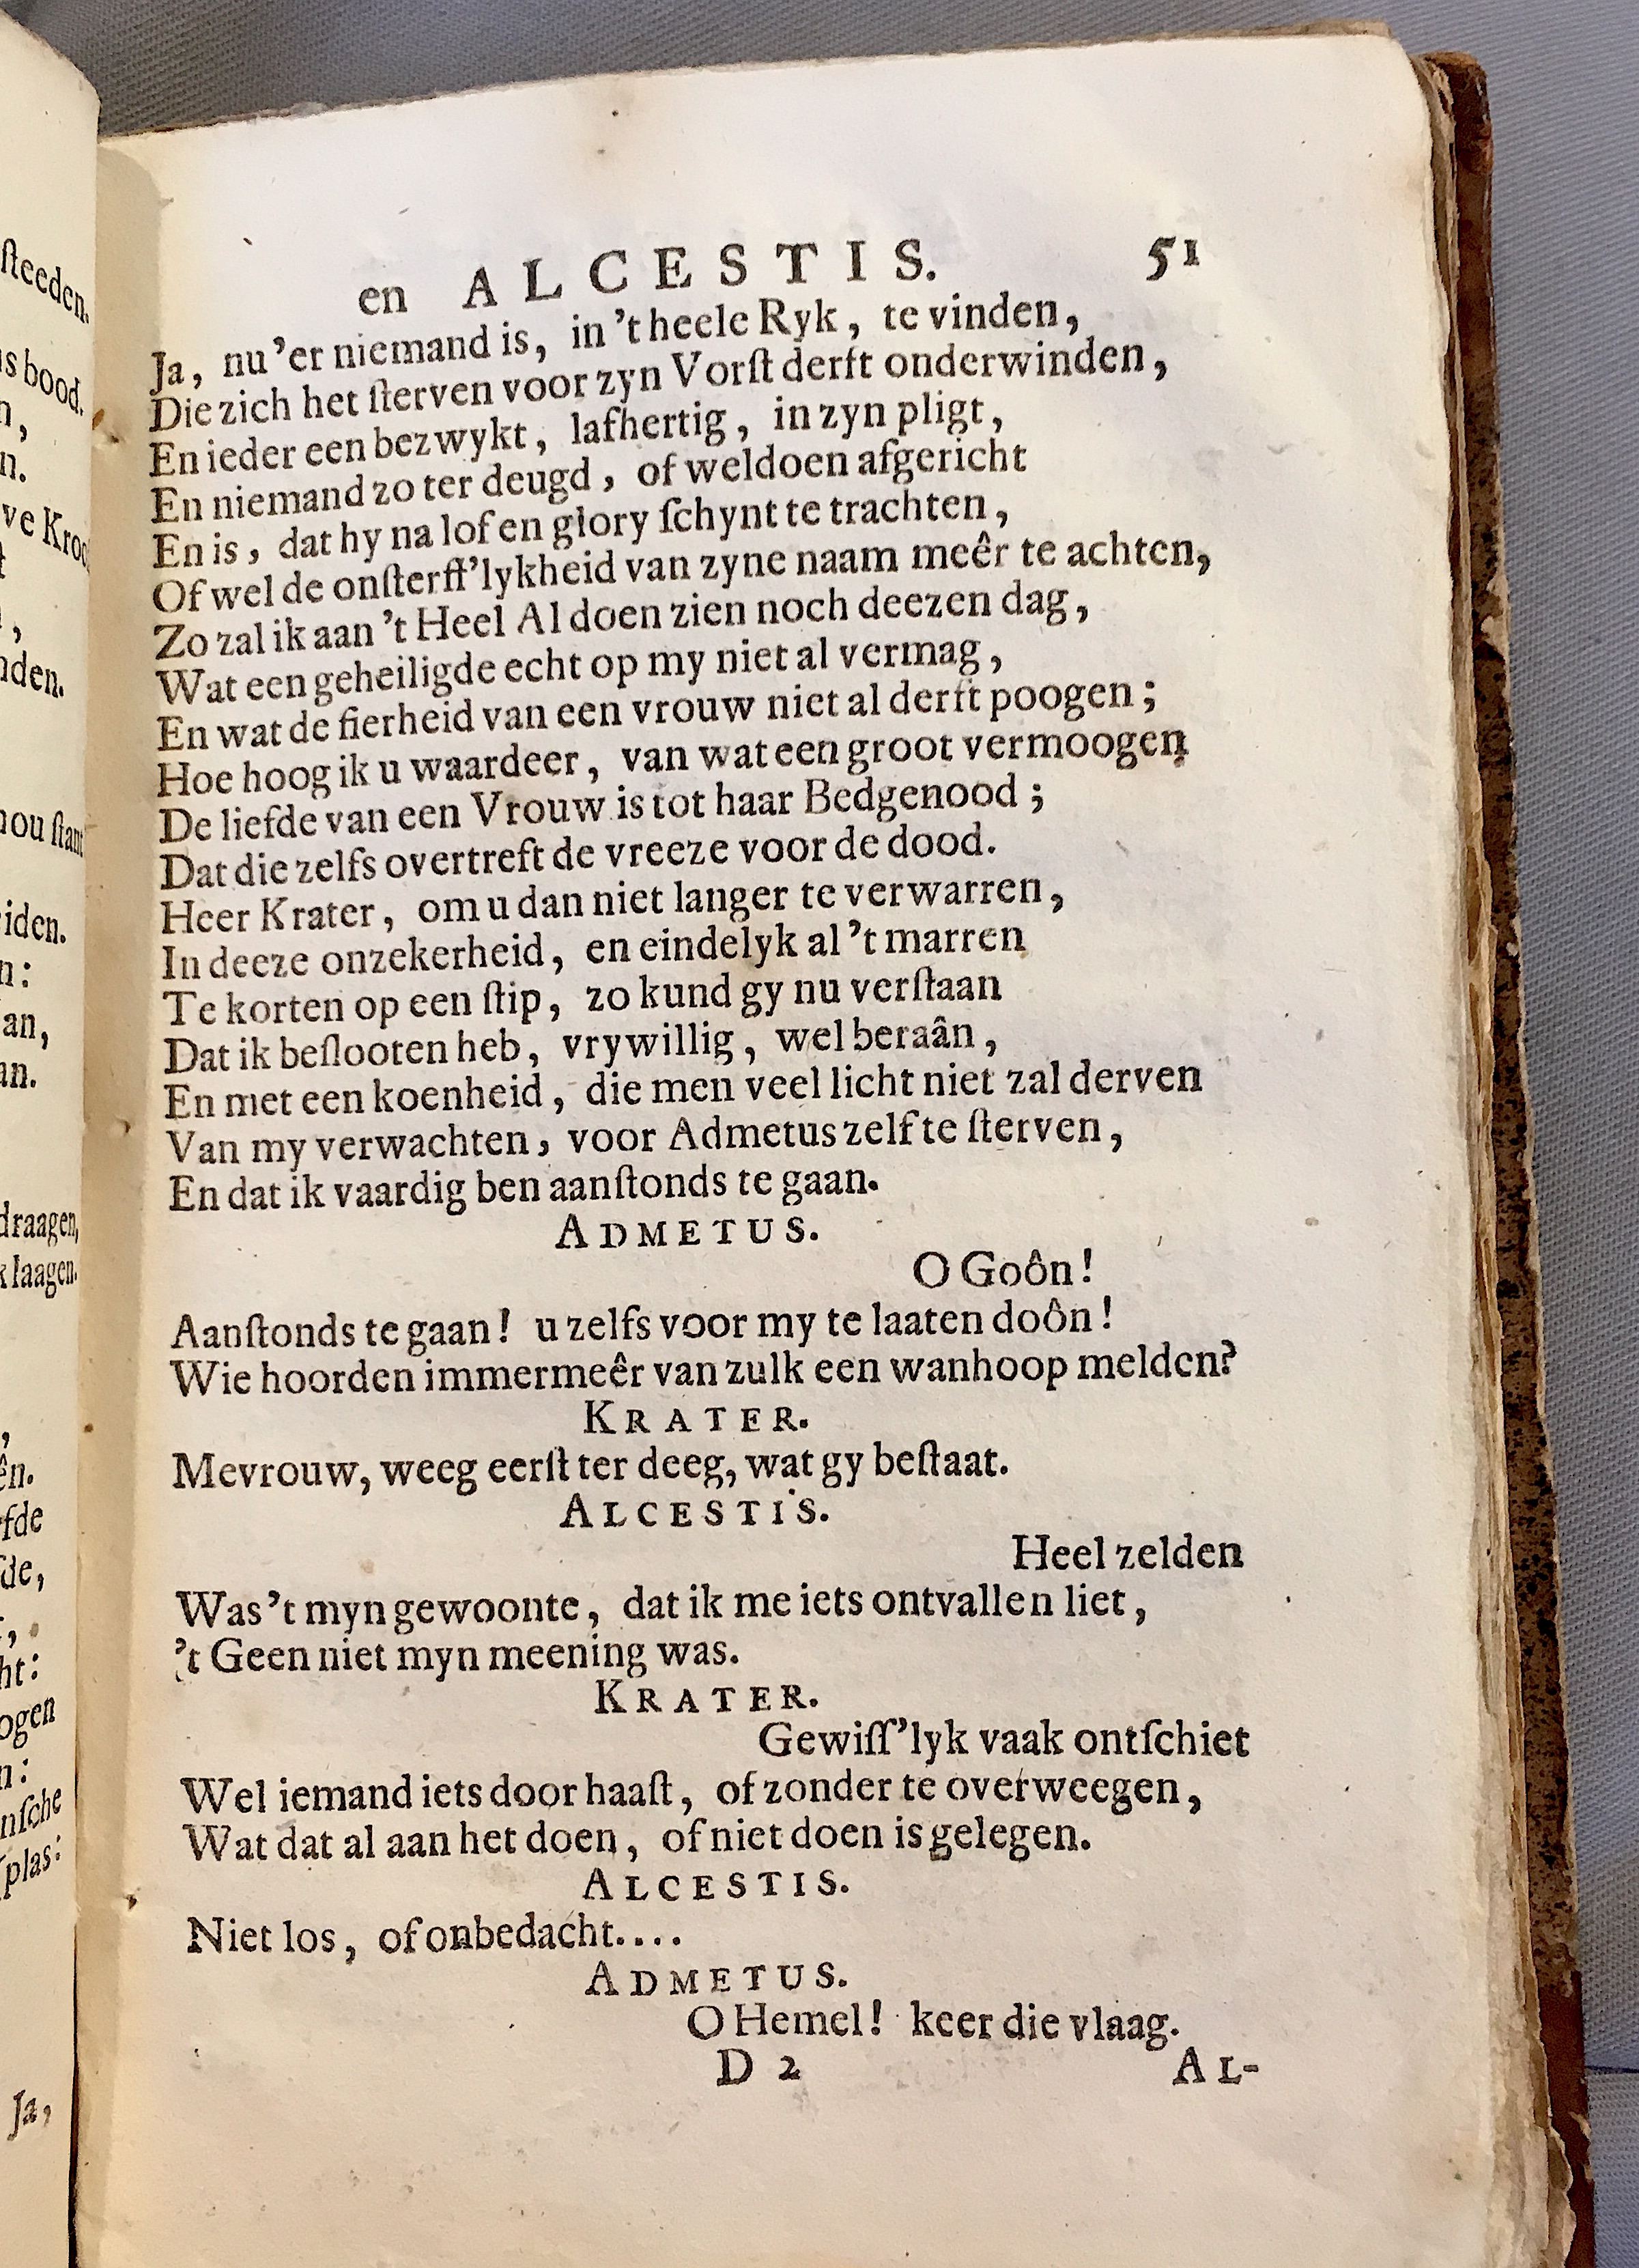 en ALCESTIS. 51
Ja, nu 'er niemand is, in 't heele Ryk, te vinden,
Die zich het ſterven voor zyn Vorſt derft onderwinden,
En ieder een bezwykt, lafhertig, in zyn pligt,
En niemand zo ter deugd, of weldoen afgericht
En is, dat hy na lof en glory ſchynt te trachten,
Of wel de onſterff'lykheid van zyne naam meêr te achten,
Zo zal ik aan 't Heel Al doen zien noch deezen dag,
Wat een geheiligde echt op my niet al vermag,
En wat de fierheid van een vrouw niet al derft poogen;
Hoe hoog ik u waardeer, van wat een groot vermoogen
De liefde van een Vrouw is tot haar Bedgenood;
Dat die zelfs overtreft de vreeze voor de dood.
Heer Krater, om u dan niet langer te verwarren,
In deeze onzekerheid, en eindelyk al 't marren
Te korten op een ſtip, zo kund gy nu verſtaan
Dat ik beſlooten heb, vrywillig, wel beraân,
En met een koenheid, die men veel licht niet zal derven
Van my verwachten, voor Admetus zelf te ſterven,
En dat ik vaardig ben aanſtonds te gaan.
ADMETUS.
O Goôn!
Aanſtonds te gaan! u zelfs voor my te laaten doôn!
Wie hoorden immermeêr van zulk een wanhoop melden?
KRATER.
Mevrouw, weeg eerſt ter deeg, wat gy beſtaat.
ALCESTIS.
Heel zelden
Was 't myn gewoonte, dat ik me iets ontvallen liet,
't Geen niet myn meening was.
KRATER.
Gewiſſ'lyk vaak ontſchiet
Wel iemand iets door haaſt, of zonder te overweegen,
Wat dat al aan het doen, of niet doen is gelegen.
ALCESTIS.
Niet los, of onbedacht....
ADMETUS.
O Hemel! keer die vlaag.
D 2 AL-